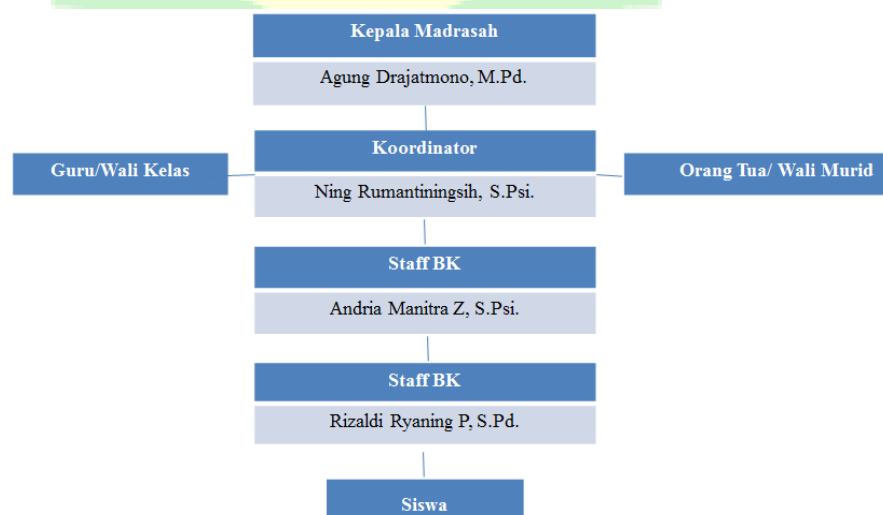 Kepala Madrasah
Agung Drajatmono, M.Pd.
Koordinator
Guru/Wali Kelas
Orang Tua/ Wali Murid
Ning Rumantiningsih, S.Psi.
Staff BK
Andria Manitra Z, S.Psi.
Staff BK
Rizaldi Ryaning P, S.Pd.
Siswa